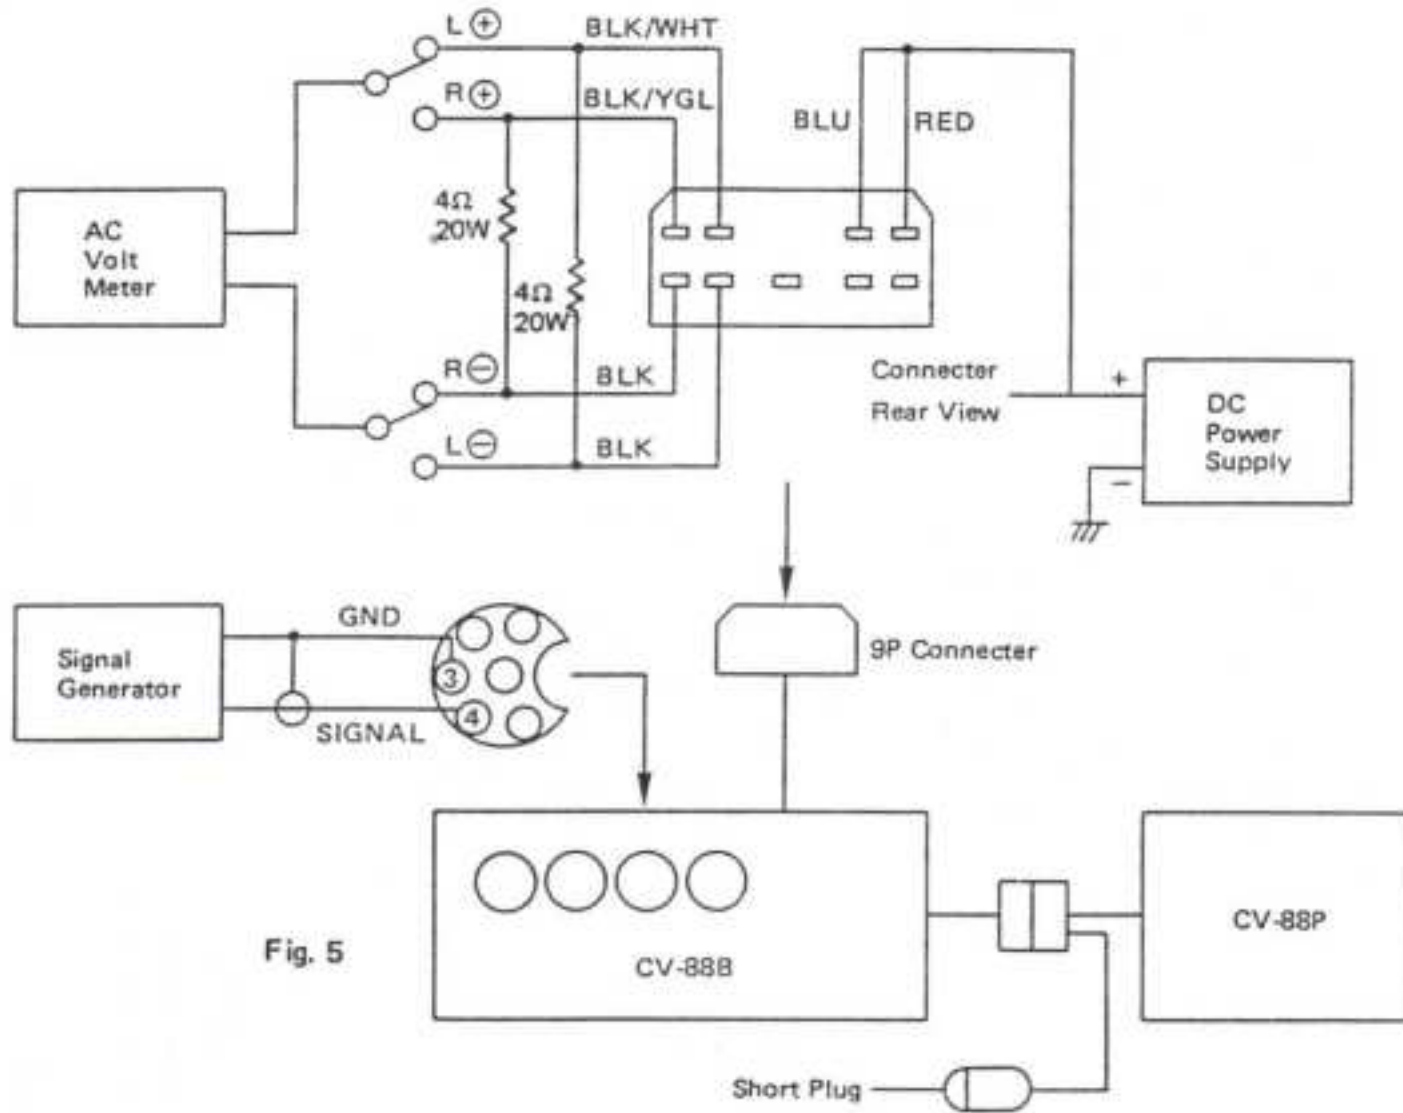 L ⊕
BLK/WHT
R ⊕
BLK/YGL
BLU
RED
AC
Volt
Meter
4Ω
20W
4Ω
20W
R ⊖
BLK
L ⊖
BLK
Connecter
Rear View
+
−
DC
Power
Supply
Signal
Generator
GND
SIGNAL
3
4
9P Connecter
Fig. 5
CV-88B
CV-88P
Short Plug